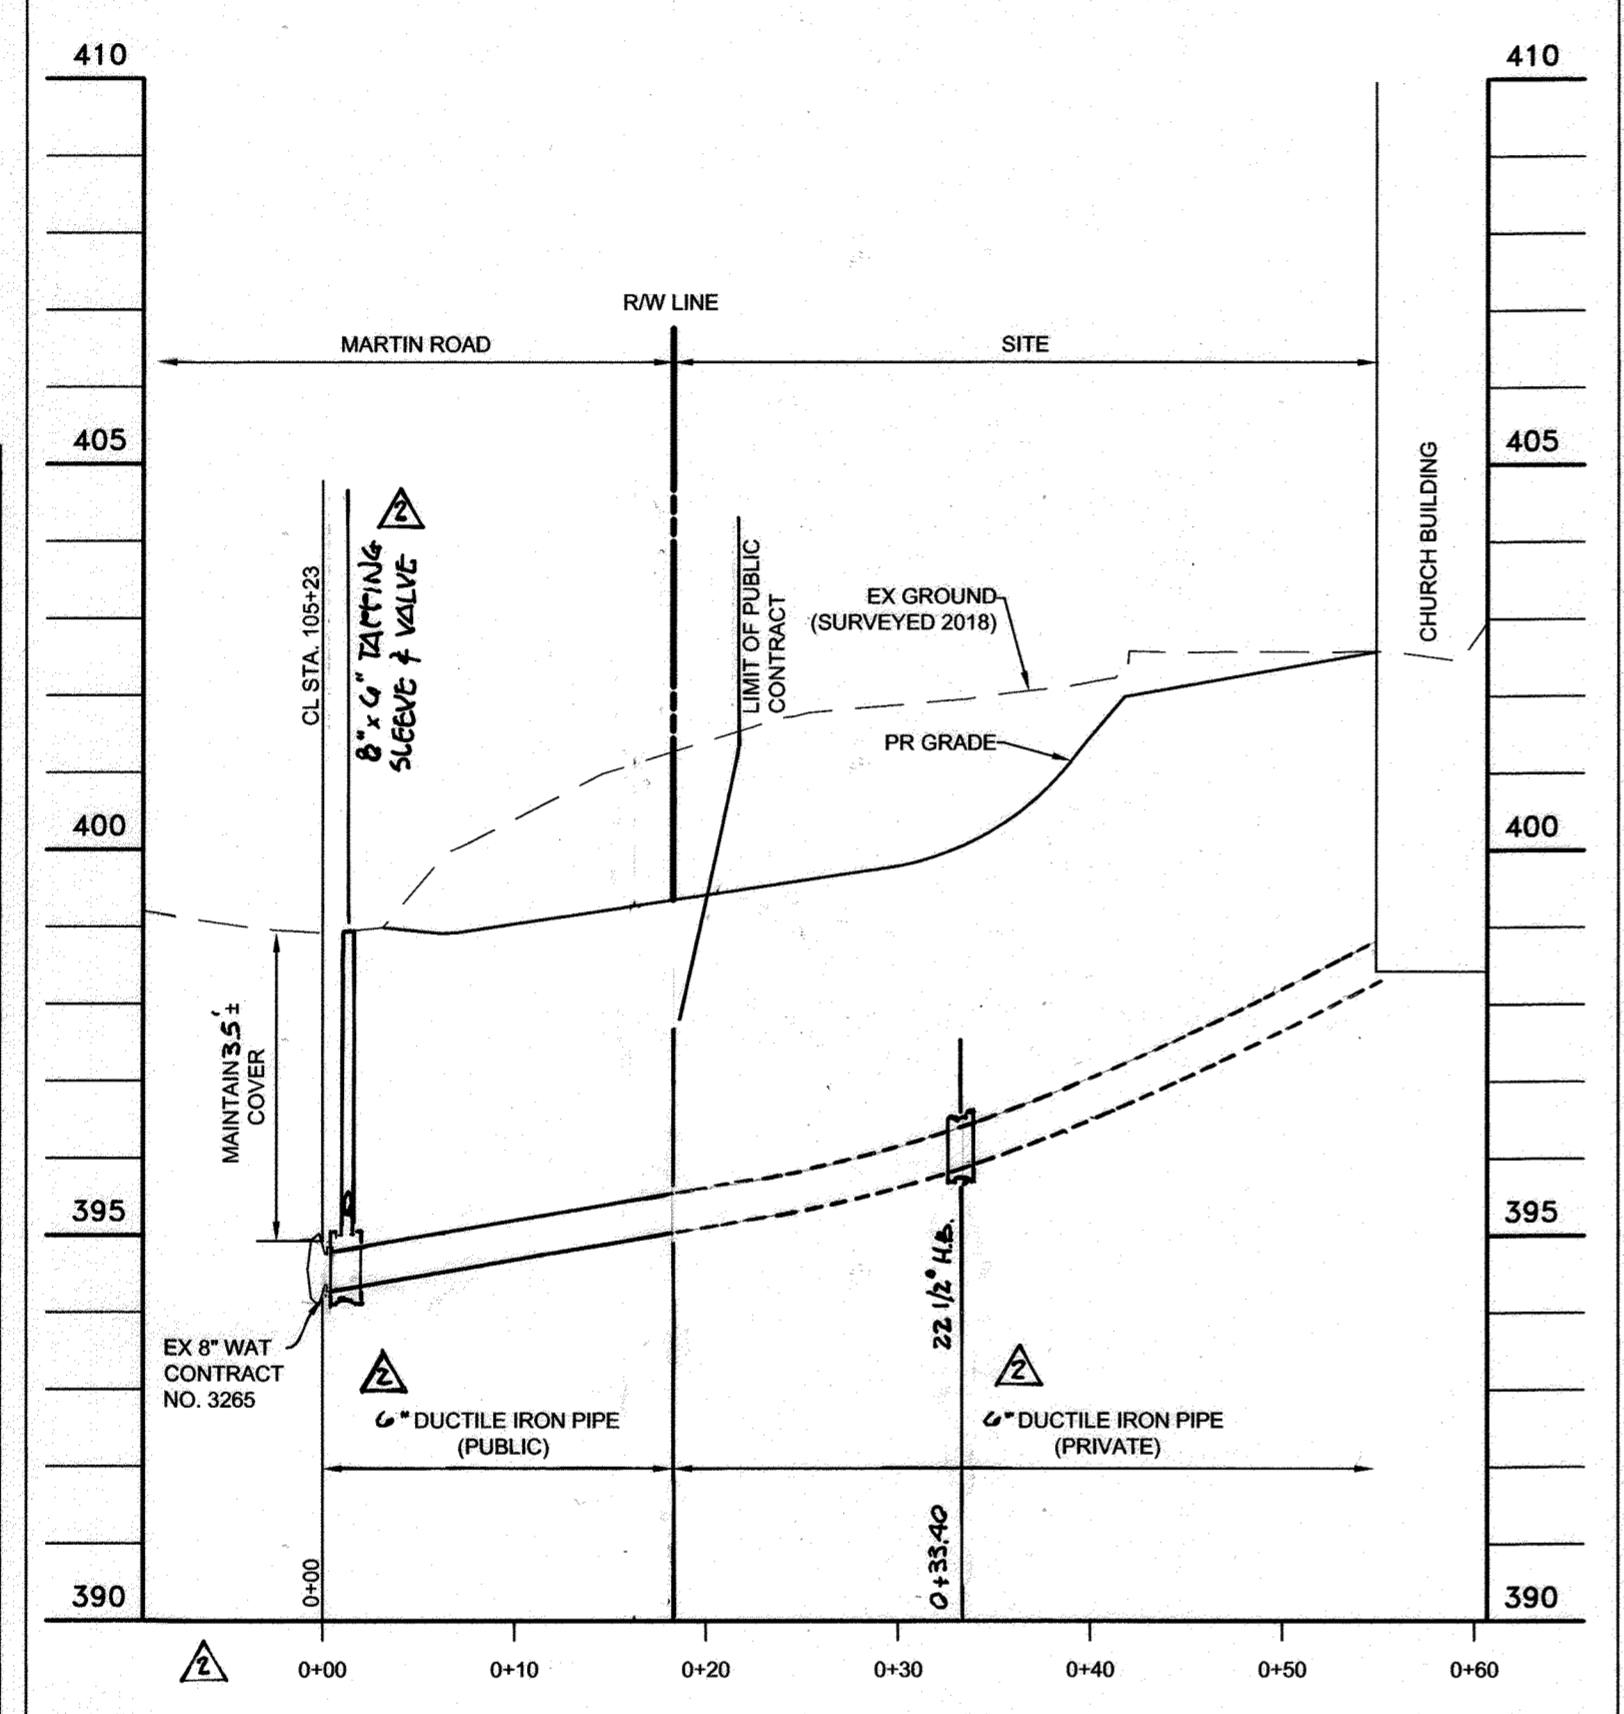 410
410
R/W LINE
MARTIN ROAD
SITE
405
405
CL STA. 105+23
8" x 6" TAPPING
SLEEVE & VALVE
2
LIMIT OF PUBLIC
CONTRACT
EX GROUND
(SURVEYED 2018)
CHURCH BUILDING
PR GRADE
400
400
MAINTAIN 3.5'±
COVER
395
395
22 1/2° H.B.
EX 8" WAT
CONTRACT
NO. 3265
2
6" DUCTILE IRON PIPE
(PUBLIC)
2
6" DUCTILE IRON PIPE
(PRIVATE)
0+00
0+33.40
390
390
2
0+00
0+10
0+20
0+30
0+40
0+50
0+60